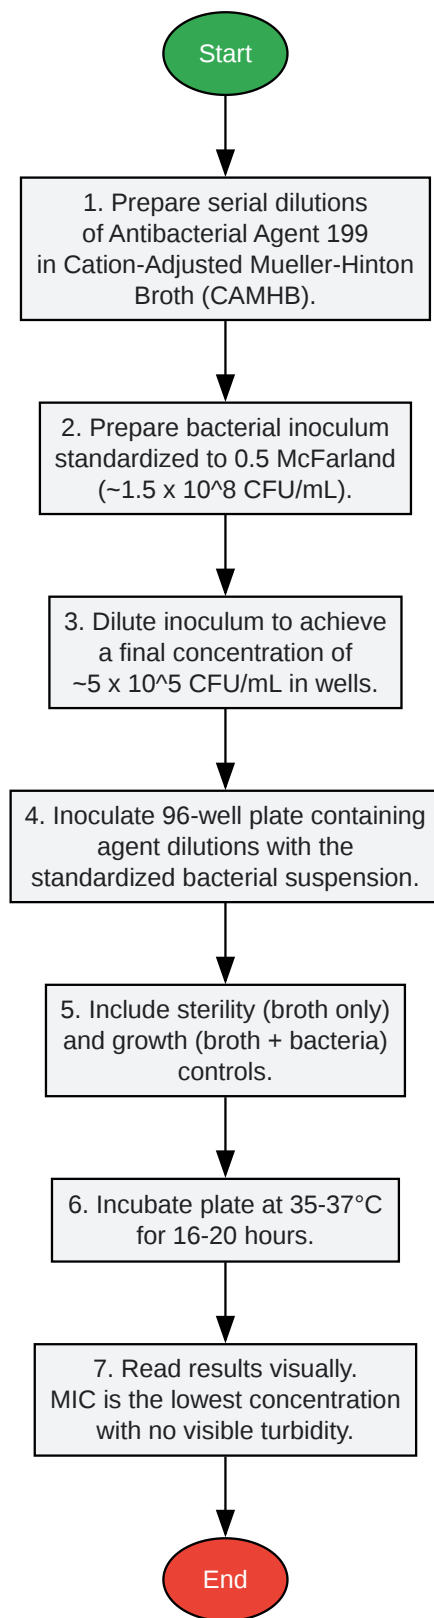 Start
1. Prepare serial dilutions
of Antibacterial Agent 199
in Cation-Adjusted Mueller-Hinton
Broth (CAMHB).
2. Prepare bacterial inoculum
standardized to 0.5 McFarland
(~1.5 x 10^8 CFU/mL).
3. Dilute inoculum to achieve
a final concentration of
~5 x 10^5 CFU/mL in wells.
4. Inoculate 96-well plate containing
agent dilutions with the
standardized bacterial suspension.
5. Include sterility (broth only)
and growth (broth + bacteria)
controls.
6. Incubate plate at 35-37°C
for 16-20 hours.
7. Read results visually.
MIC is the lowest concentration
with no visible turbidity.
End